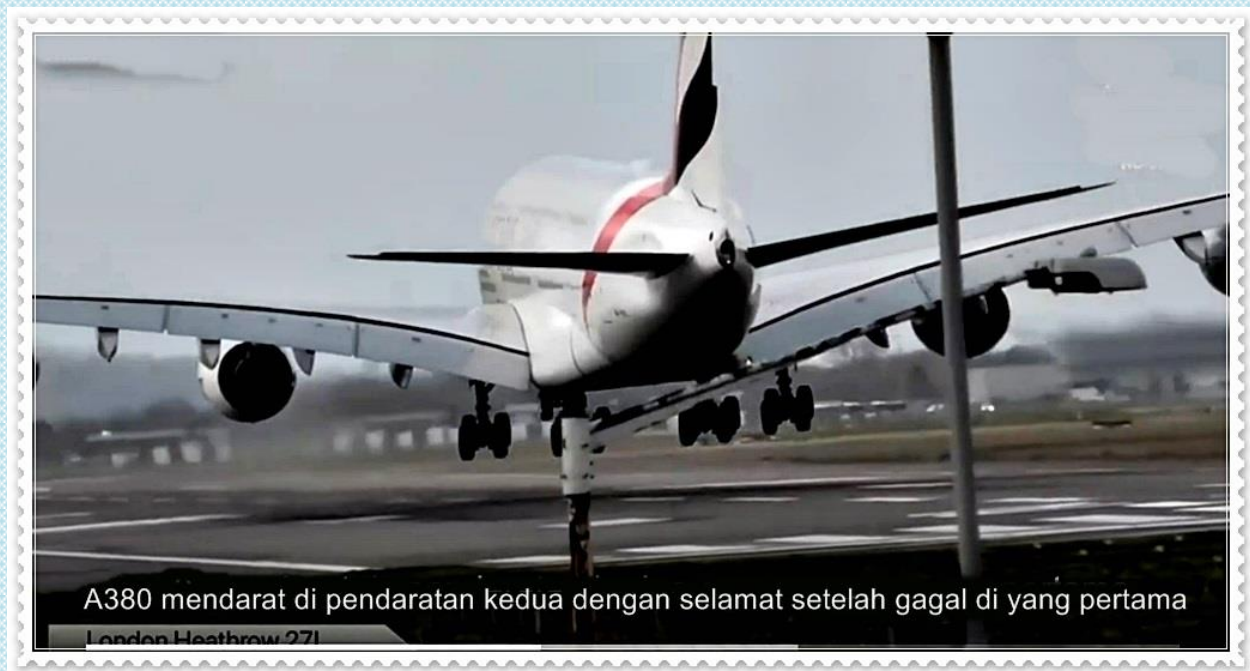 A380 mendarat di pendaratan kedua dengan selamat setelah gagal di yang pertama
London Heathrow 27L